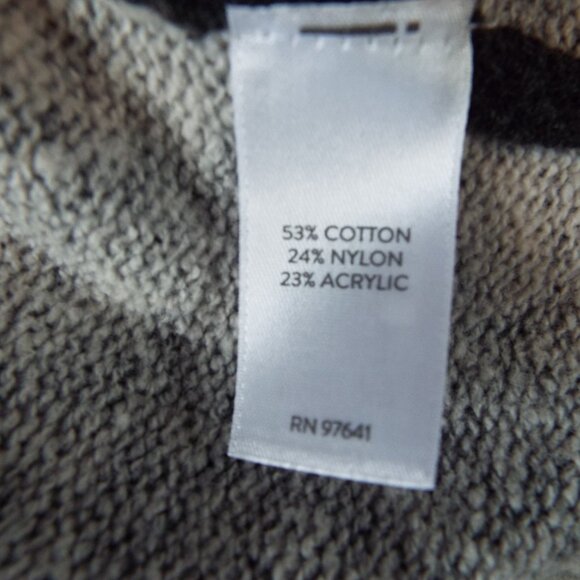 53% COTTON
24% NYLON
23% ACRYLIC
RN 97641